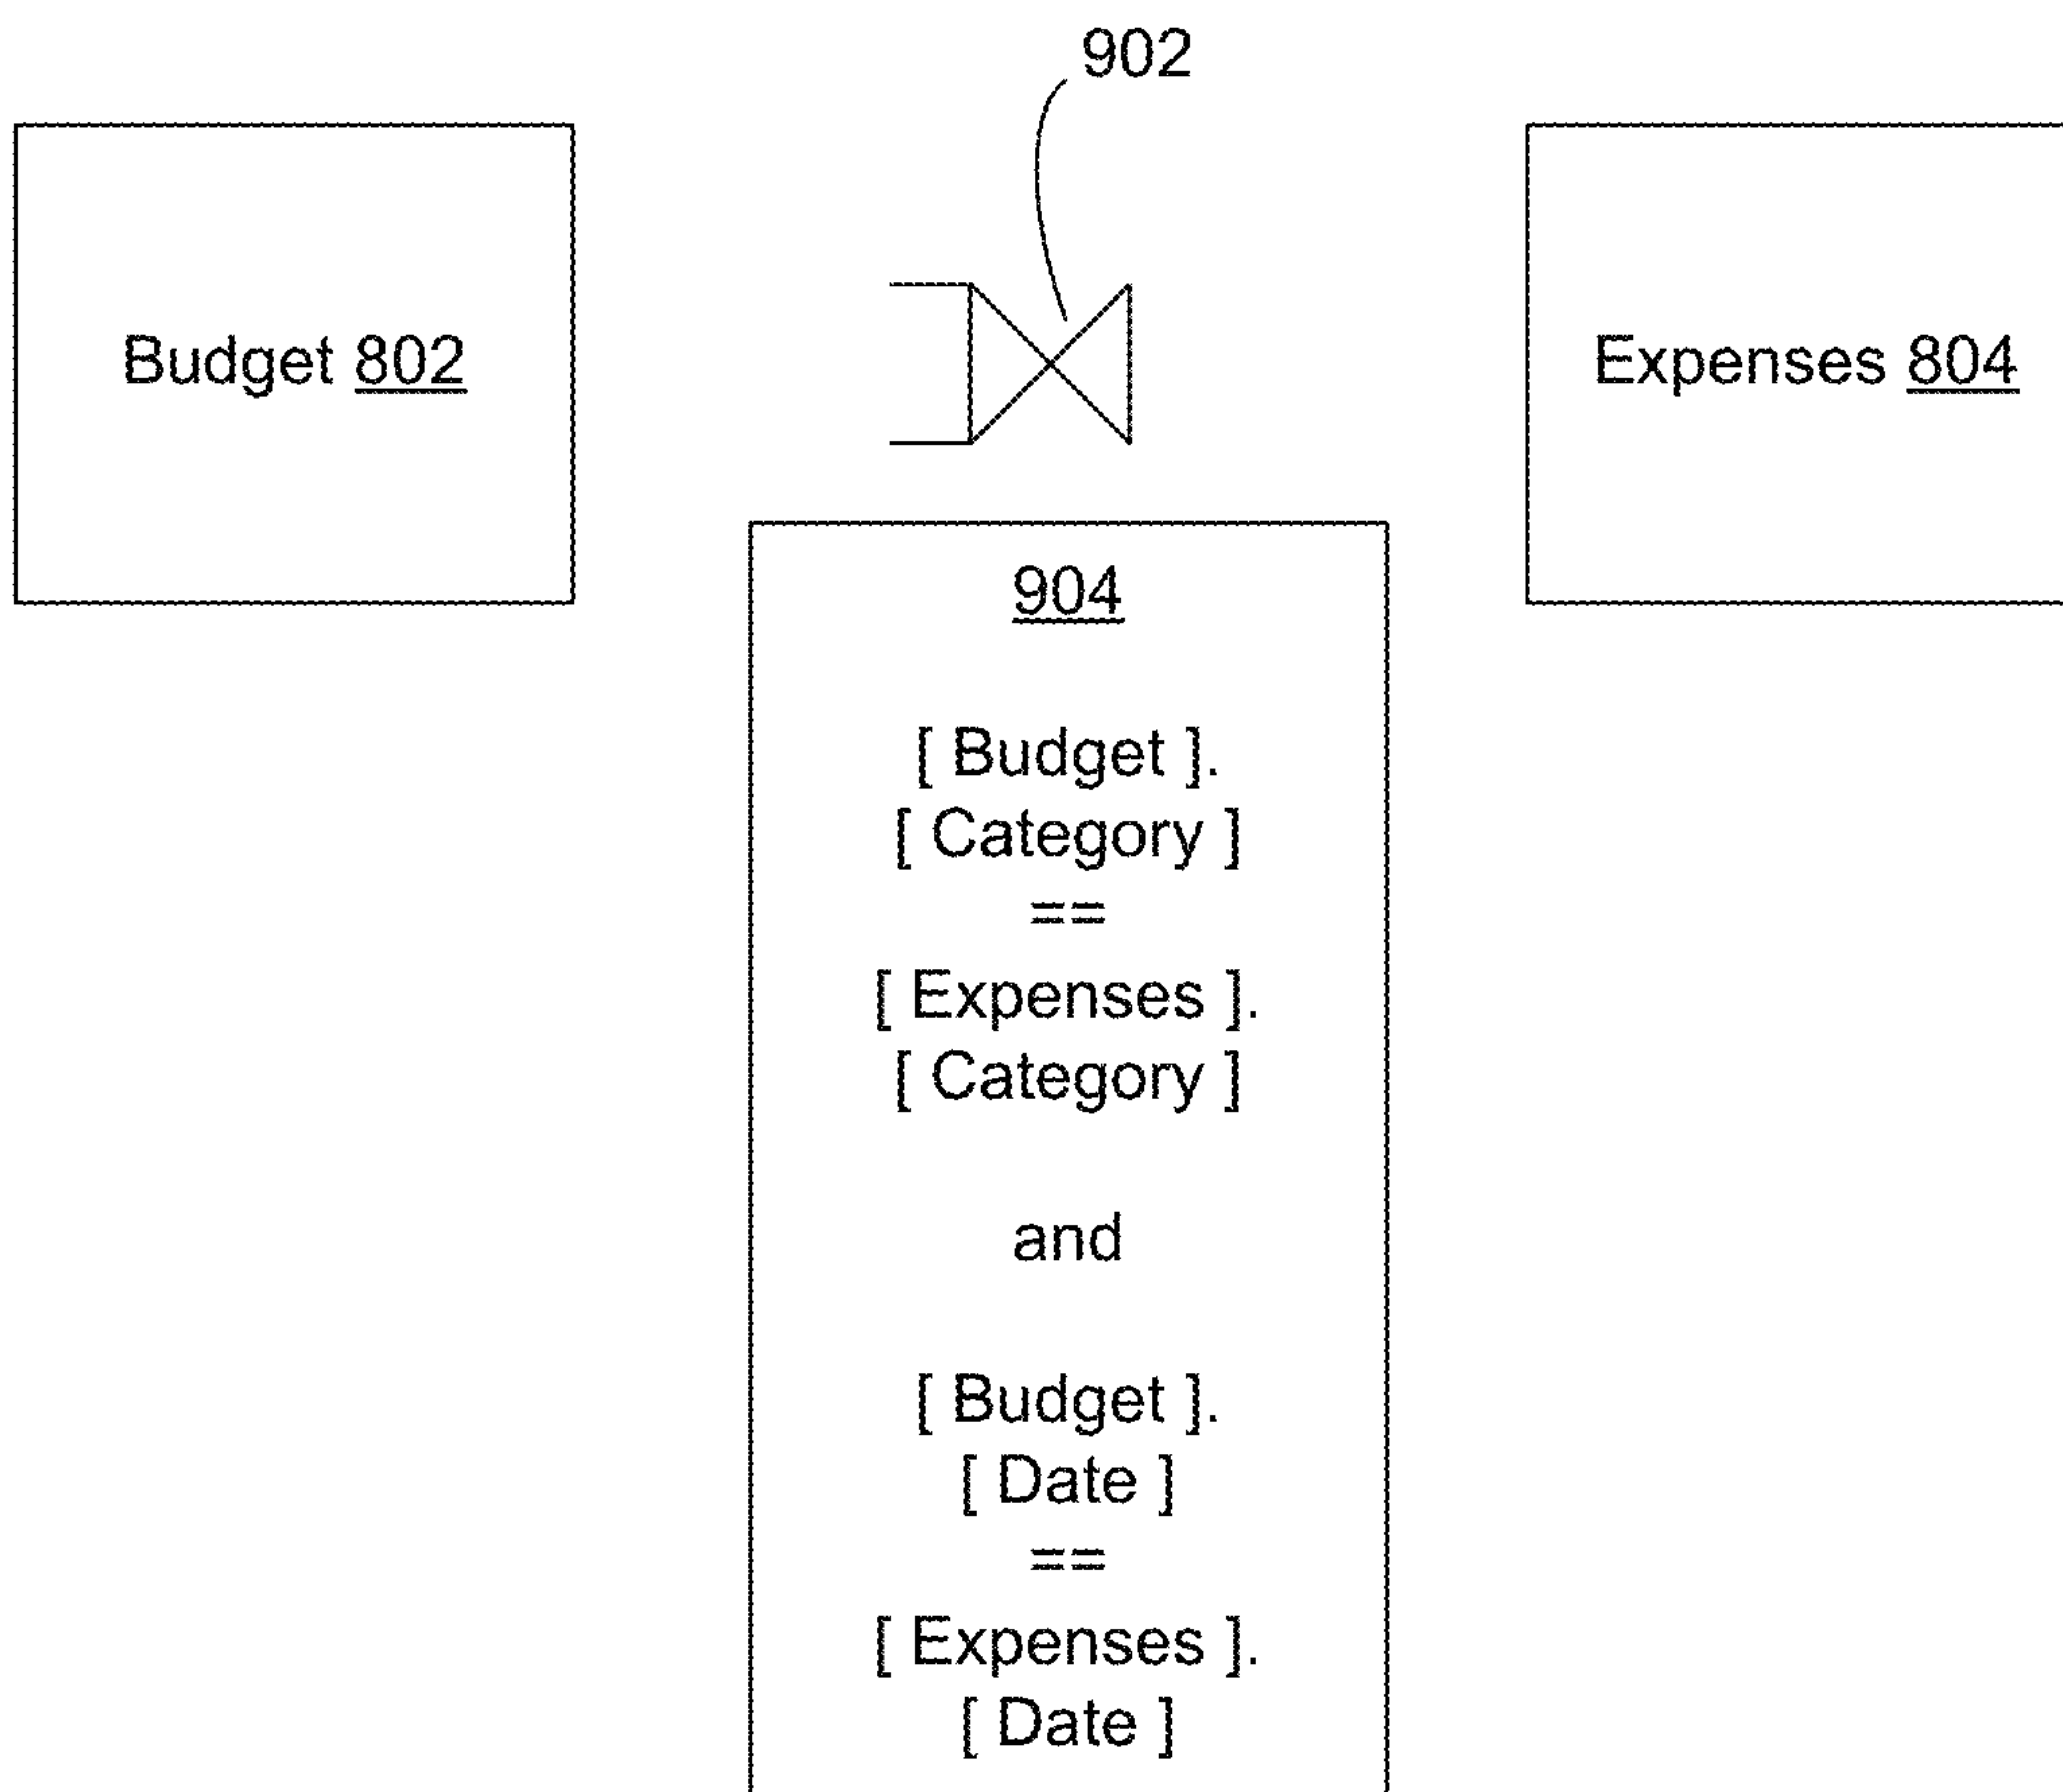 902
Budget 802
Expenses 804
904
[ Budget ].
[ Category ]
==
[ Expenses ].
[ Category ]
and
[ Budget ].
[ Date ]
==
[ Expenses ].
[ Date ]